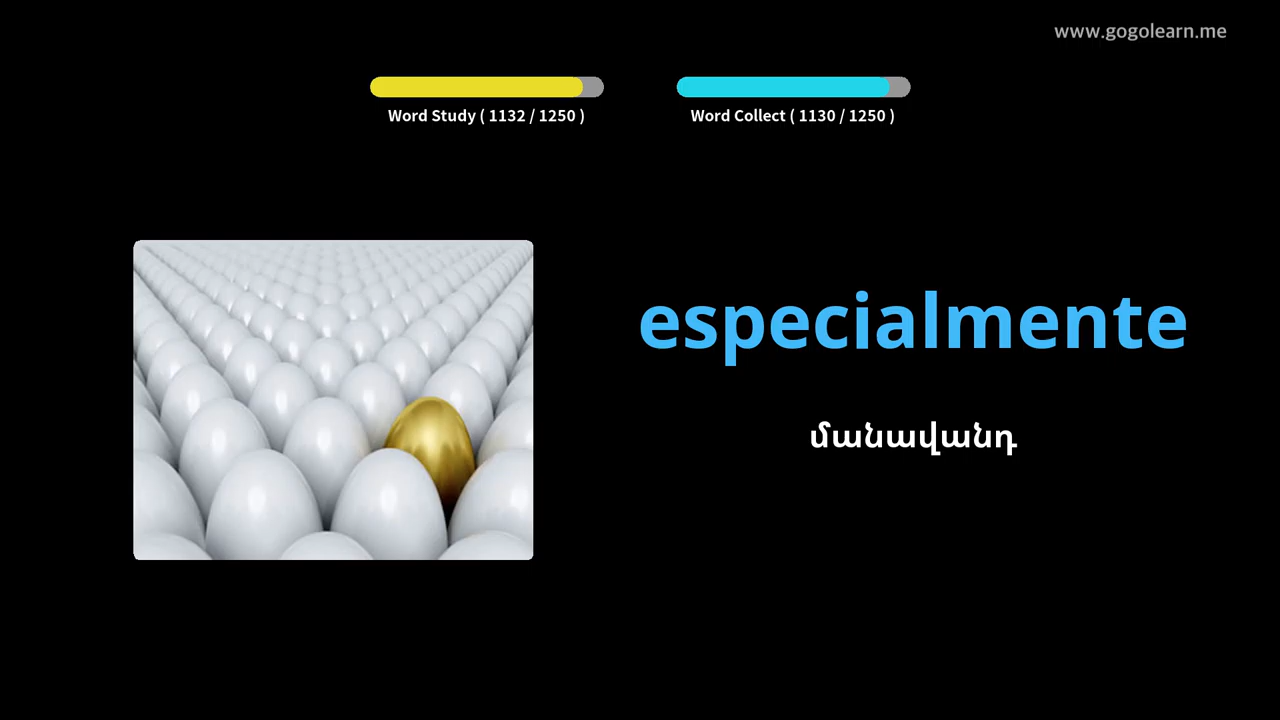 www.gogolearn.me
Word Study ( 1132 / 1250 )
Word Collect ( 1130 / 1250 )
especialmente
մանավանդ